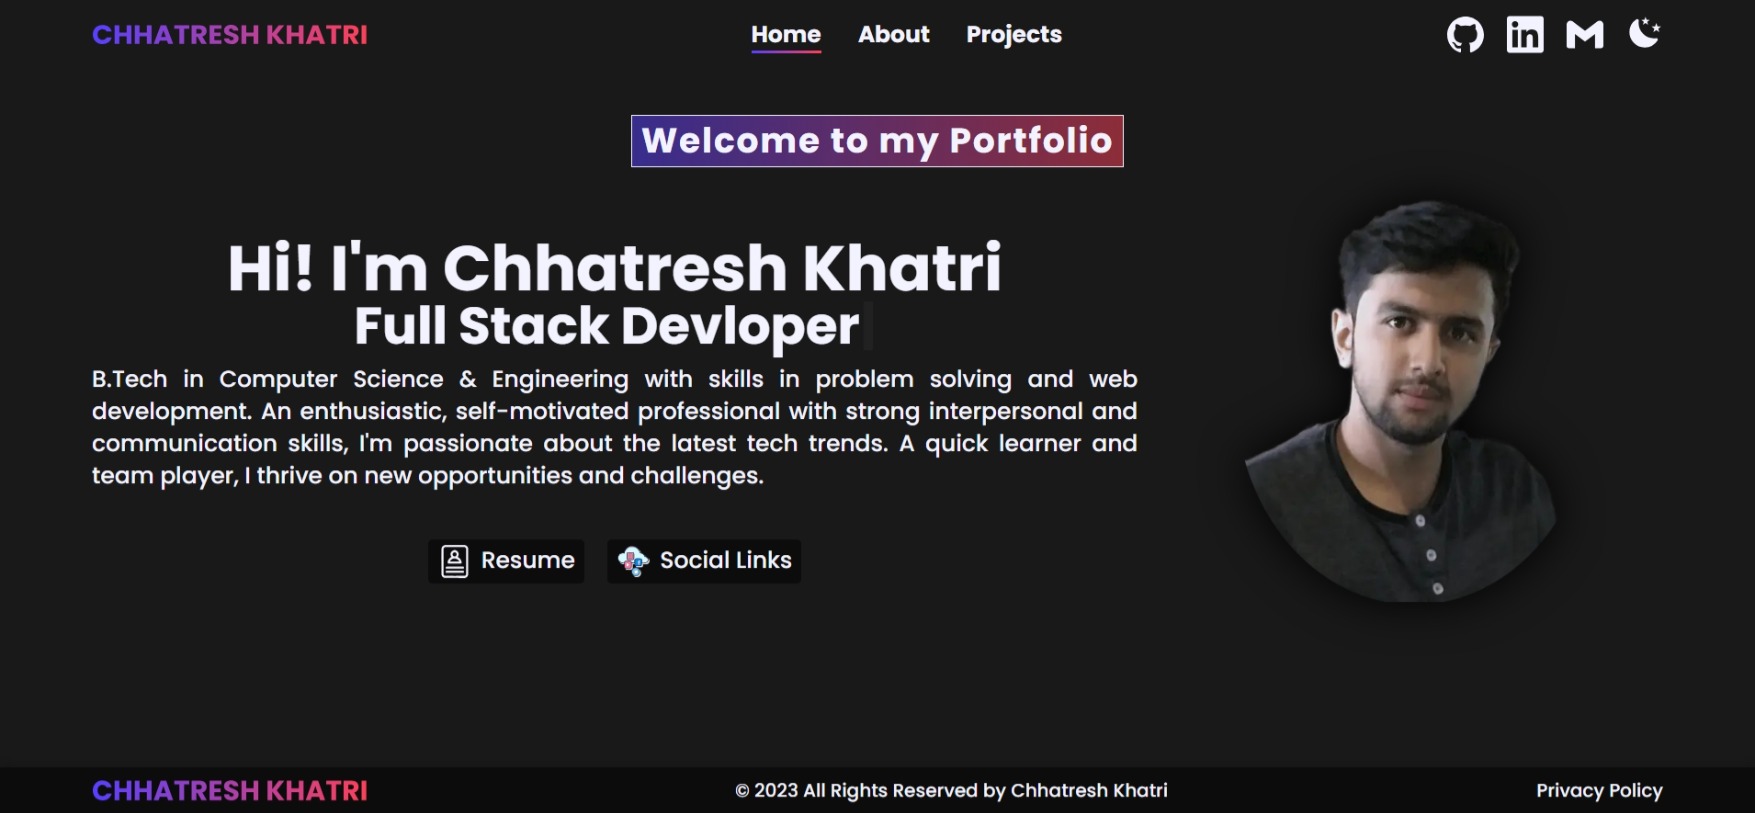 CHHATRESH KHATRI
Home About Projects
Welcome to my Portfolio
Hi! I'm Chhatresh Khatri
Full Stack Devloper
B.Tech in Computer Science & Engineering with skills in problem solving and web
development. An enthusiastic, self-motivated professional with strong interpersonal and
communication skills, I'm passionate about the latest tech trends. A quick learner and
team player, I thrive on new opportunities and challenges.
Resume Social Links
CHHATRESH KHATRI
© 2023 All Rights Reserved by Chhatresh Khatri
Privacy Policy